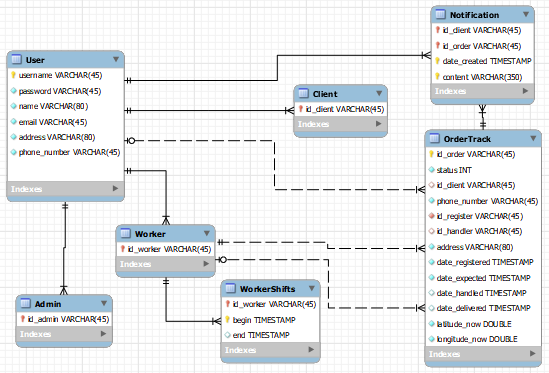 User
username VARCHAR(45)
password VARCHAR(45)
name VARCHAR(80)
email VARCHAR(45)
address VARCHAR(80)
phone_number VARCHAR(45)
Indexes
Client
id_client VARCHAR(45)
Indexes
Notification
id_client VARCHAR(45)
id_order VARCHAR(45)
date_created TIMESTAMP
content VARCHAR(350)
Indexes
OrderTrack
id_order VARCHAR(45)
status INT
id_client VARCHAR(45)
phone_number VARCHAR(45)
id_register VARCHAR(45)
id_handler VARCHAR(45)
address VARCHAR(80)
date_registered TIMESTAMP
date_expected TIMESTAMP
date_handled TIMESTAMP
date_delivered TIMESTAMP
latitude_now DOUBLE
longitude_now DOUBLE
Indexes
Worker
id_worker VARCHAR(45)
Indexes
Admin
id_admin VARCHAR(45)
Indexes
WorkerShifts
id_worker VARCHAR(45)
begin TIMESTAMP
end TIMESTAMP
Indexes